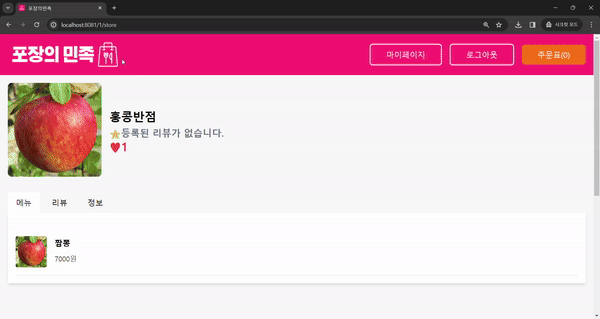 포장의민족
localhost:8081/1/store
시크릿 모드
포장의 민족
마이페이지
로그아웃
주문표(0)
홍콩반점
등록된 리뷰가 없습니다.
1
메뉴
리뷰
정보
짬뽕
7000원